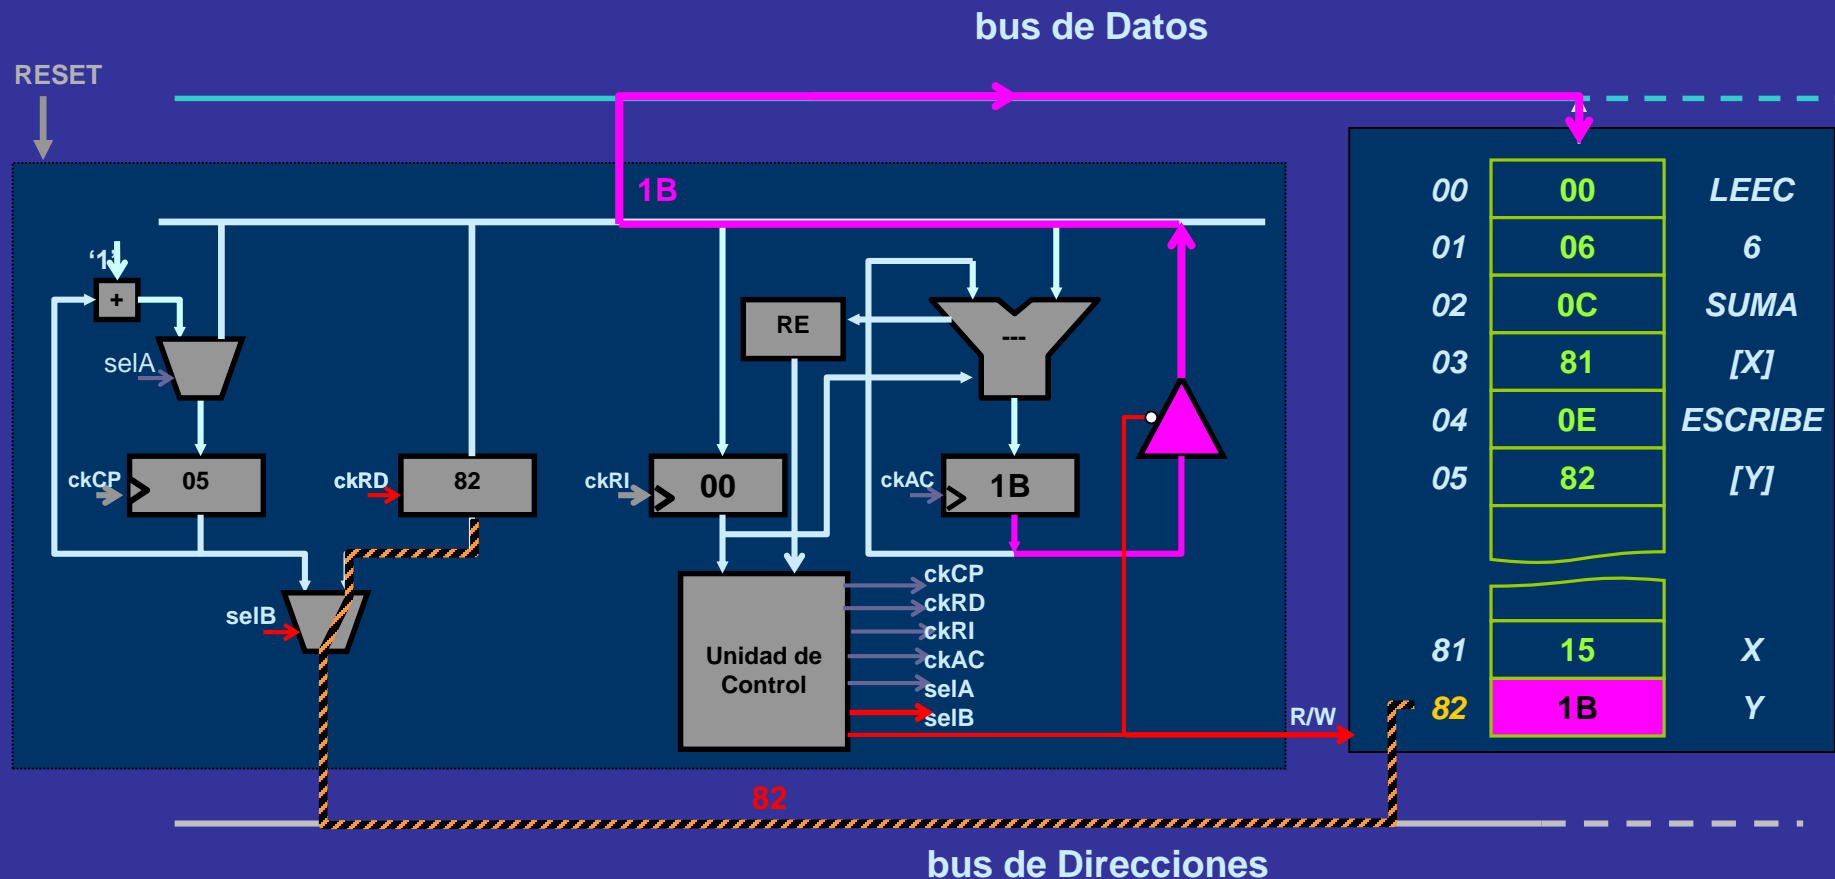 bus de Datos
RESET
1B
‘1’
+
selA
RE
---
ckCP
05
ckRD
82
ckRI
00
ckAC
1B
selB
Unidad de
Control
ckCP
ckRD
ckRI
ckAC
selA
selB
R/W
00 00 LEEC
01 06 6
02 0C SUMA
03 81 [X]
04 0E ESCRIBE
05 82 [Y]
81 15 X
82 1B Y
82
bus de Direcciones